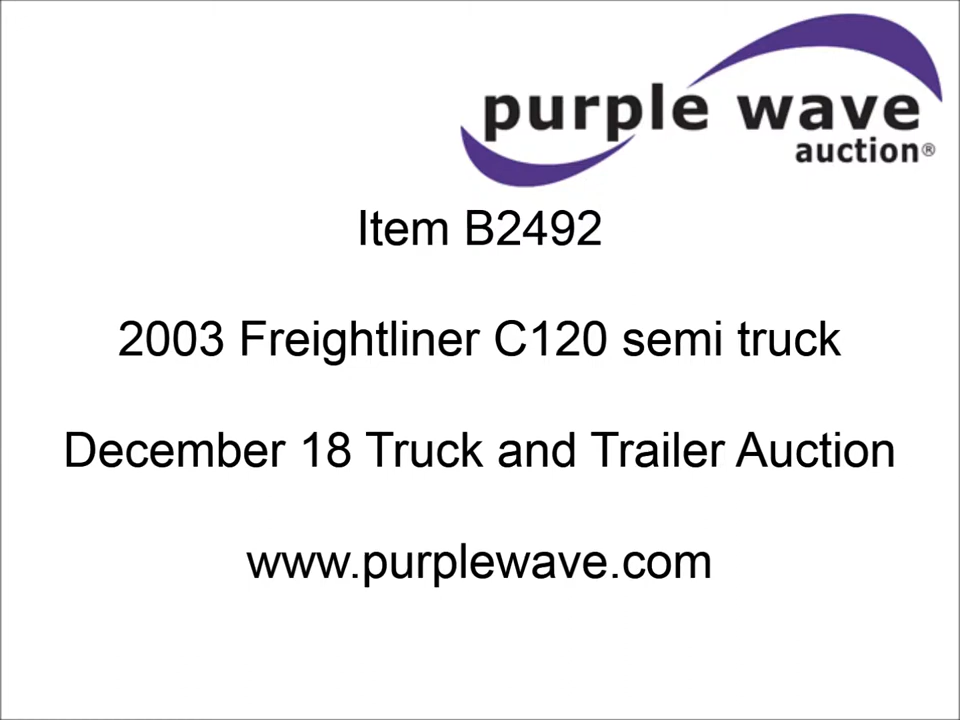 purple wave
auction®
Item B2492
2003 Freightliner C120 semi truck
December 18 Truck and Trailer Auction
www.purplewave.com